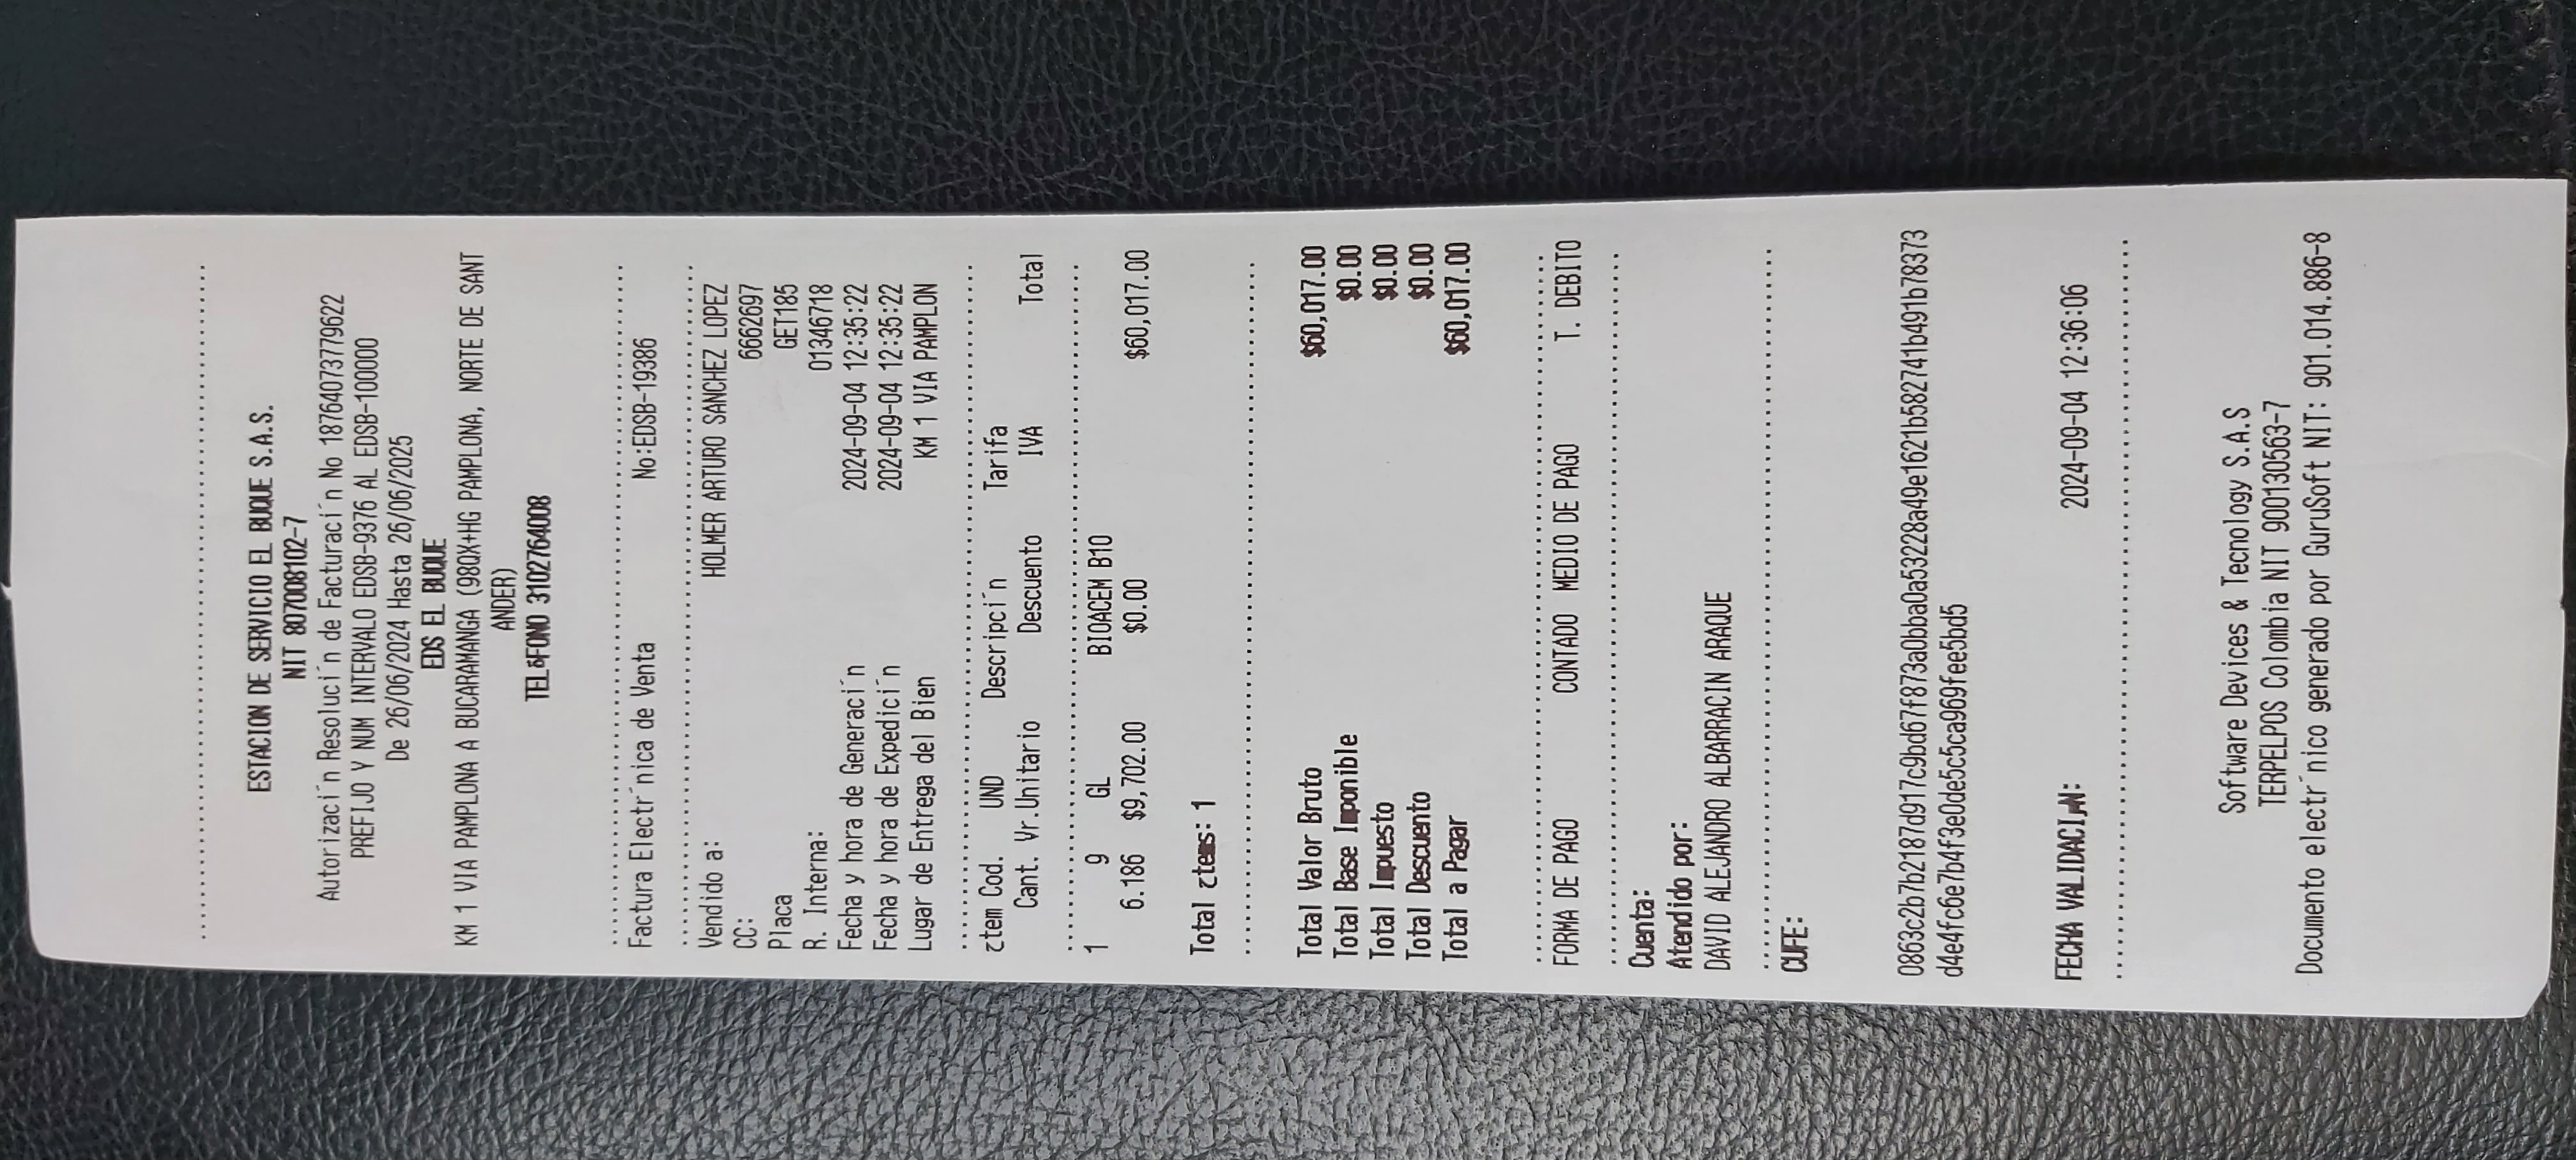 ESTACION DE SERVICIO EL BUQUE S.A.S.
NIT 807008102-7
Autorizaci´n Resoluci´n de Facturaci´n No 18764073779622
PREFIJO Y NUM INTERVALO EDSB-9376 AL EDSB-100000
De 26/06/2024 Hasta 26/06/2025
EDS EL BUQUE
KM 1 VIA PAMPLONA A BUCARAMANGA (98QX+HG PAMPLONA, NORTE DE SANT
ANDER)
TELéFONO 3102764008
Factura Electr´nica de Venta No:EDSB-19386
Vendido a: HOLMER ARTURO SANCHEZ LOPEZ
CC: 6662697
Placa GET185
R. Interna: 01346718
Fecha y hora de Generaci´n 2024-09-04 12:35:22
Fecha y hora de Expedici´n 2024-09-04 12:35:22
Lugar de Entrega del Bien KM 1 VIA PAMPLON
ztem Cod. UND Descripci´n Tarifa
Cant. Vr.Unitario Descuento IVA Total
1 9 GL BIOACEM B10
6.186 $9,702.00 $0.00 $60,017.00
Total ztems: 1
Total Valor Bruto $60,017.00
Total Base Imponible $0.00
Total Impuesto $0.00
Total Descuento $0.00
Total a Pagar $60,017.00
FORMA DE PAGO CONTADO MEDIO DE PAGO T. DEBITO
Cuenta:
Atendido por:
DAVID ALEJANDRO ALBARRACIN ARAQUE
CUFE:
0863c2b7b2187d917c9bd67f873a0bba0a53228a49e1621b582741b491b78373
d4e4fc6e7b4f3e0de5c5ca969fee5bd5
FECHA VALIDACI¡N: 2024-09-04 12:36:06
Software Devices & Tecnology S.A.S
TERPELPOS Colombia NIT 900130563-7
Documento electr´nico generado por GuruSoft NIT: 901.014.886-8